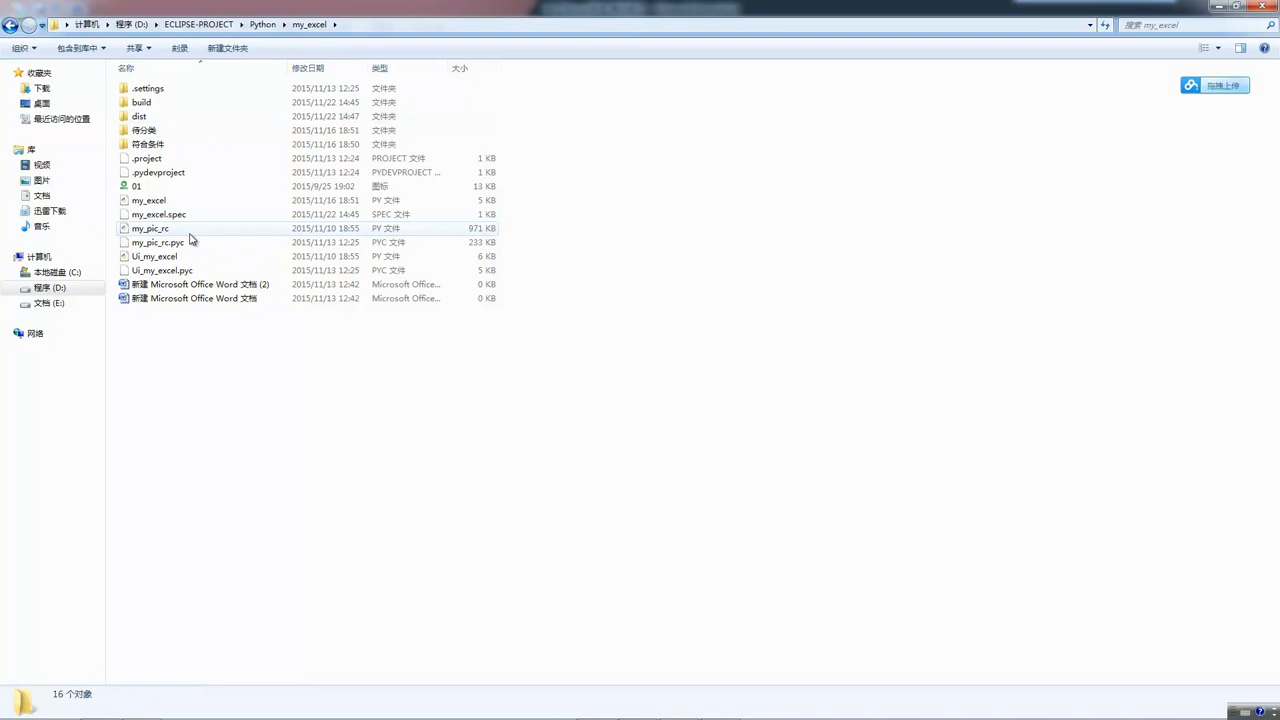 计算机 程序 (D:) ECLIPSE-PROJECT Python my_excel 搜索 my_excel
组织 包含到库中 共享 刻录 新建文件夹
名称 修改日期 类型 大小
收藏夹
下载
桌面
最近访问的位置
库
视频
图片
文档
迅雷下载
音乐
计算机
本地磁盘 (C:)
程序 (D:)
文档 (E:)
网络
.settings 2015/11/13 12:25 文件夹
build 2015/11/22 14:45 文件夹
dist 2015/11/22 14:47 文件夹
待分类 2015/11/16 18:51 文件夹
符合条件 2015/11/16 18:50 文件夹
.project 2015/11/13 12:24 PROJECT 文件 1 KB
.pydevproject 2015/11/13 12:24 PYDEVPROJECT ... 1 KB
01 2015/9/25 19:02 图标 13 KB
my_excel 2015/11/16 18:51 PY 文件 5 KB
my_excel.spec 2015/11/22 14:45 SPEC 文件 1 KB
my_pic_rc 2015/11/10 18:55 PY 文件 971 KB
my_pic_rc.pyc 2015/11/13 12:25 PYC 文件 233 KB
Ui_my_excel 2015/11/10 18:55 PY 文件 6 KB
Ui_my_excel.pyc 2015/11/13 12:25 PYC 文件 5 KB
新建 Microsoft Office Word 文档 (2) 2015/11/13 12:42 Microsoft Office... 0 KB
新建 Microsoft Office Word 文档 2015/11/13 12:42 Microsoft Office... 0 KB
拖拽上传
16 个对象